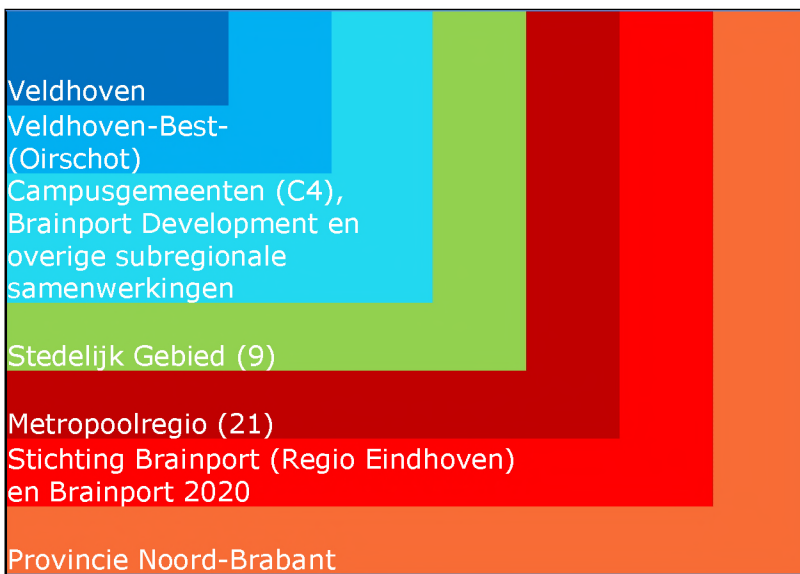 Veldhoven
Veldhoven-Best-
(Oirschot)
Campusgemeenten (C4),
Brainport Development en
overige subregionale
samenwerkingen
Stedelijk Gebied (9)
Metropoolregio (21)
Stichting Brainport (Regio Eindhoven)
en Brainport 2020
Provincie Noord-Brabant